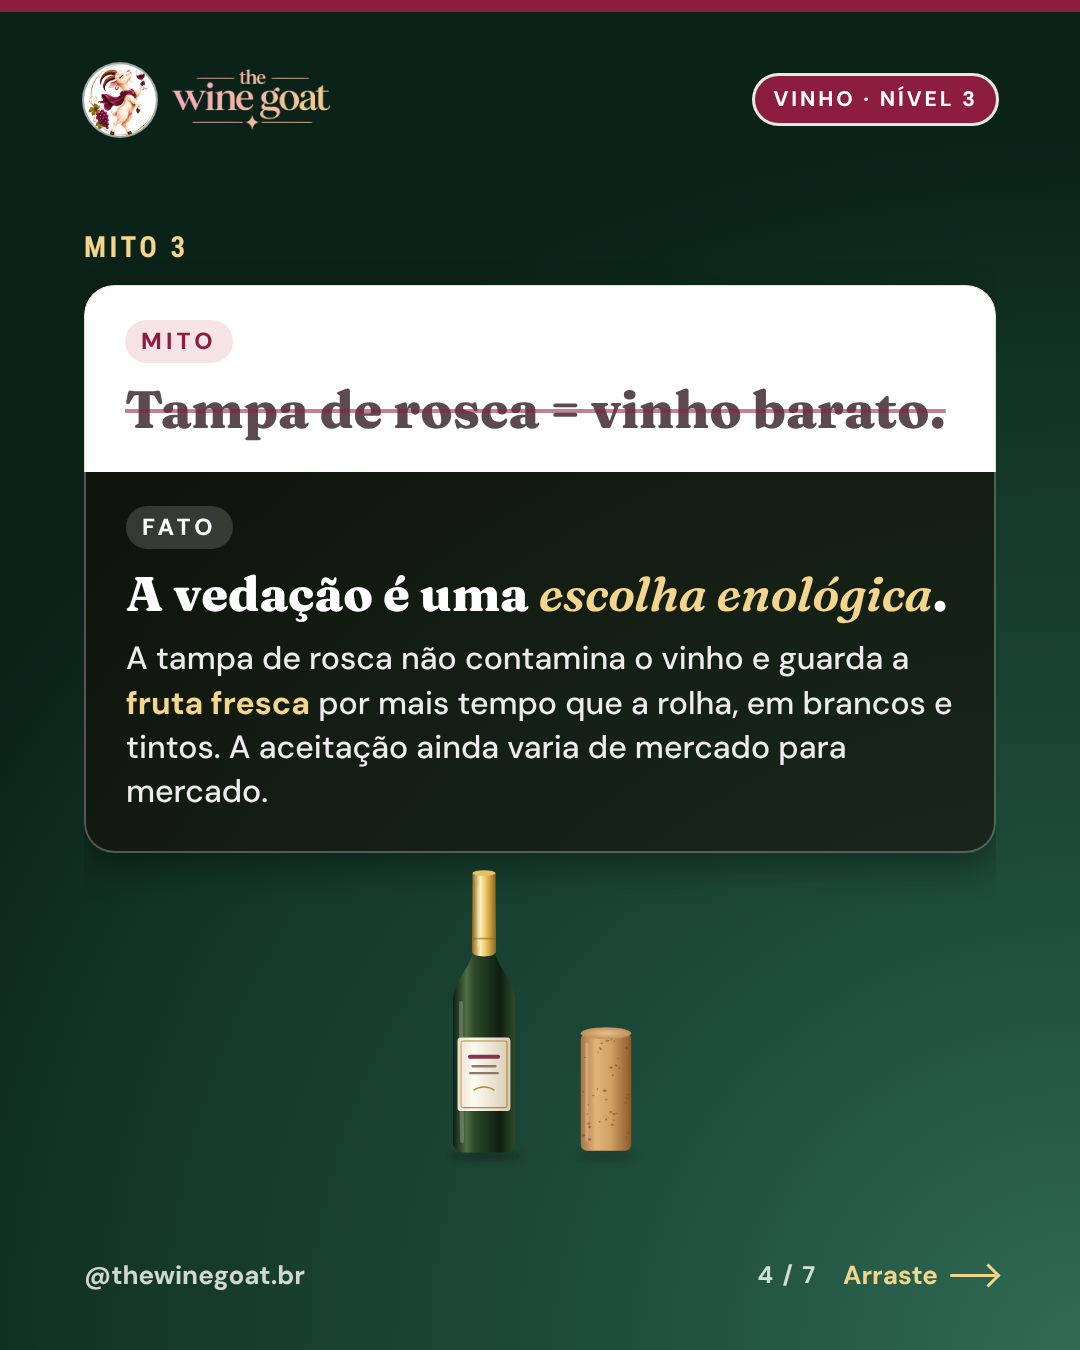 the
wine goat
VINHO · NÍVEL 3
MITO 3
MITO
Tampa de rosca = vinho barato.
FATO
A vedação é uma escolha enológica.
A tampa de rosca não contamina o vinho e guarda a
fruta fresca por mais tempo que a rolha, em brancos e
tintos. A aceitação ainda varia de mercado para
mercado.
@thewinegoat.br
4 / 7
Arraste